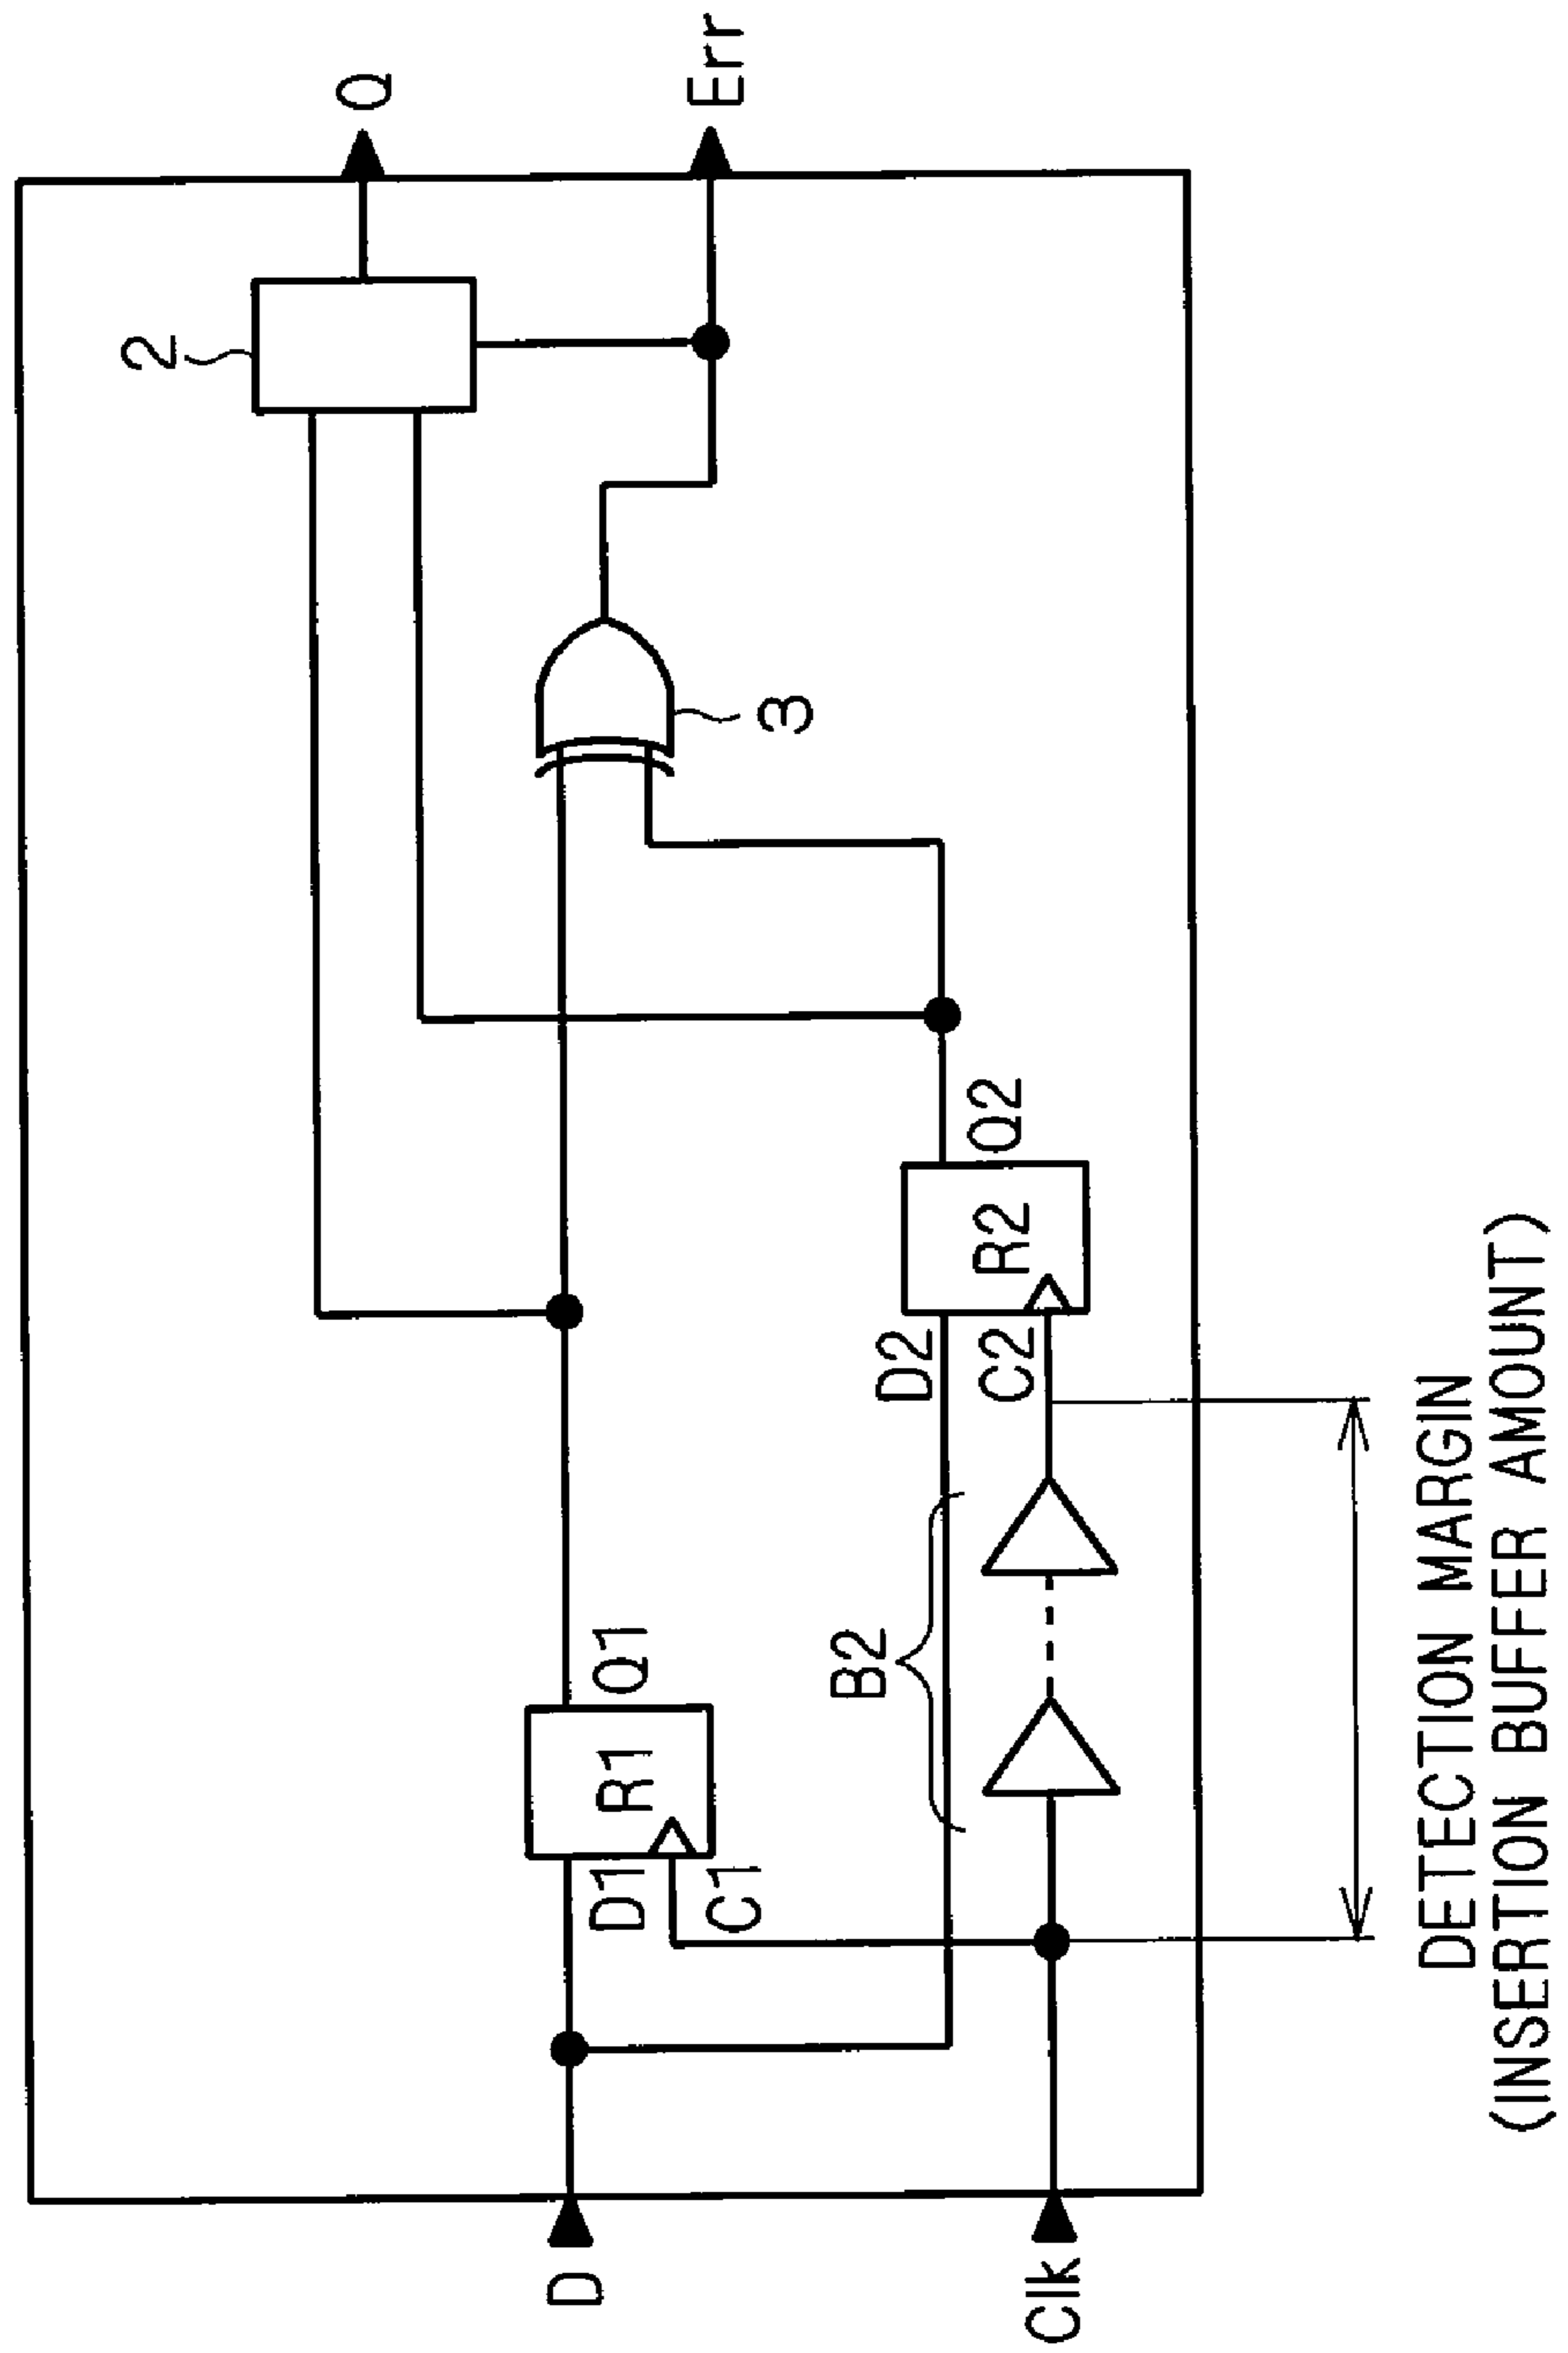 2
Q
D
D1
R1
Q1
3
Err
C1
B2
D2
R2
Q2
C2
Clk
DETECTION MARGIN
(INSERTION BUFFER AMOUNT)